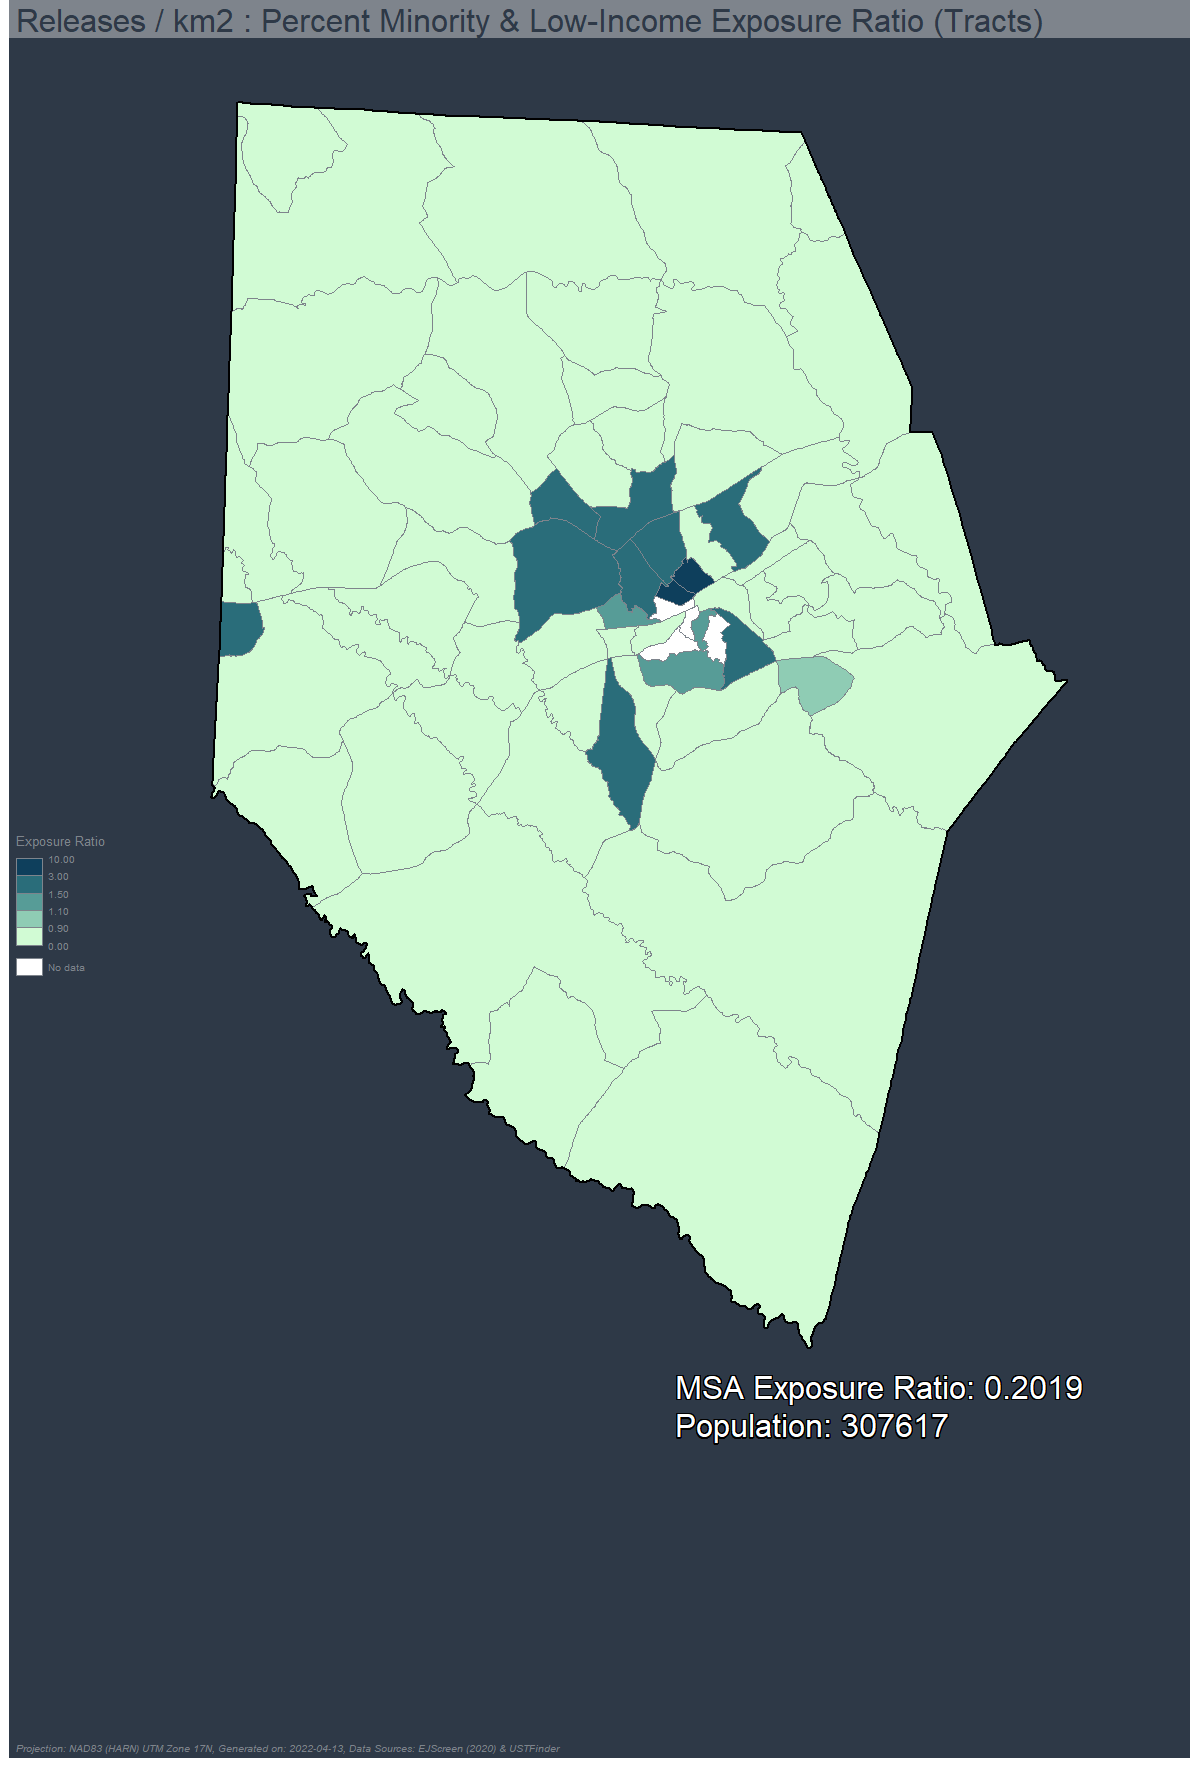 Releases / km2 : Percent Minority & Low-Income Exposure Ratio (Tracts)
Exposure Ratio
10.00
3.00
1.50
1.10
0.90
0.00
No data
MSA Exposure Ratio: 0.2019
Population: 307617
Projection: NAD83 (HARN) UTM Zone 17N, Generated on: 2022-04-13, Data Sources: EJScreen (2020) & USTFinder